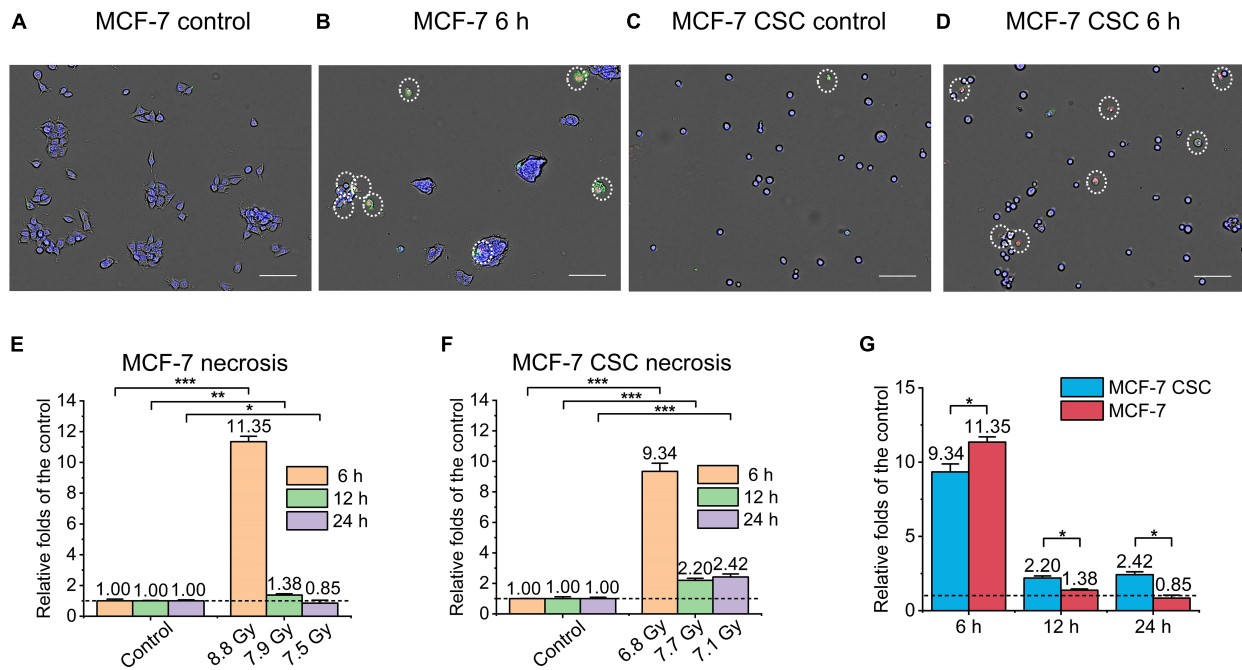 A MCF-7 control
B MCF-7 6 h
C MCF-7 CSC control
D MCF-7 CSC 6 h
E
MCF-7 necrosis
***
**
*
Relative folds of the control
14
12
10
8
6
4
2
0
1.00 1.00 1.00
11.35
1.38
0.85
6 h
12 h
24 h
Control
8.8 Gy
7.9 Gy
7.5 Gy
F
MCF-7 CSC necrosis
***
***
***
Relative folds of the control
14
12
10
8
6
4
2
0
1.00 1.00 1.00
9.34
2.20
2.42
6 h
12 h
24 h
Control
6.8 Gy
7.7 Gy
7.1 Gy
G
MCF-7 CSC
MCF-7
Relative folds of the control
15
10
5
0
*
9.34
11.35
*
2.20
1.38
*
2.42
0.85
6 h 12 h 24 h